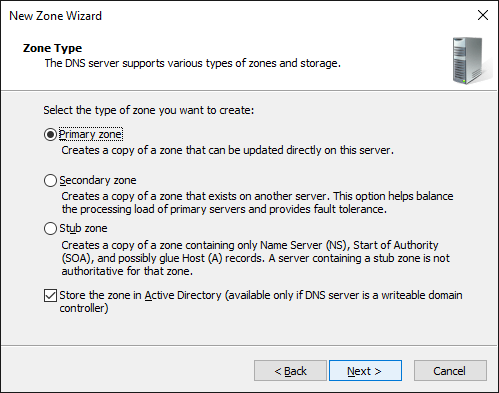 New Zone Wizard
Zone Type
The DNS server supports various types of zones and storage.
Select the type of zone you want to create:
Primary zone
Creates a copy of a zone that can be updated directly on this server.
Secondary zone
Creates a copy of a zone that exists on another server. This option helps balance
the processing load of primary servers and provides fault tolerance.
Stub zone
Creates a copy of a zone containing only Name Server (NS), Start of Authority
(SOA), and possibly glue Host (A) records. A server containing a stub zone is not
authoritative for that zone.
Store the zone in Active Directory (available only if DNS server is a writeable domain
controller)
< Back
Next >
Cancel